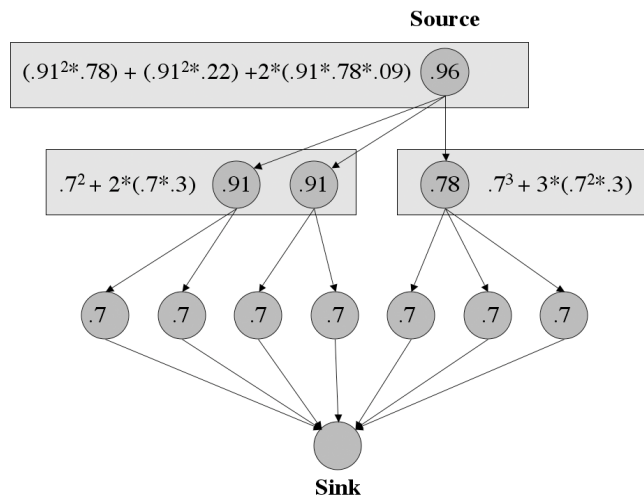 Source
(.91²*.78) + (.91²*.22) +2*(.91*.78*.09) .96
.7² + 2*(.7*.3) .91 .91 .78 .7³ + 3*(.7²*.3)
.7 .7 .7 .7 .7 .7 .7
Sink